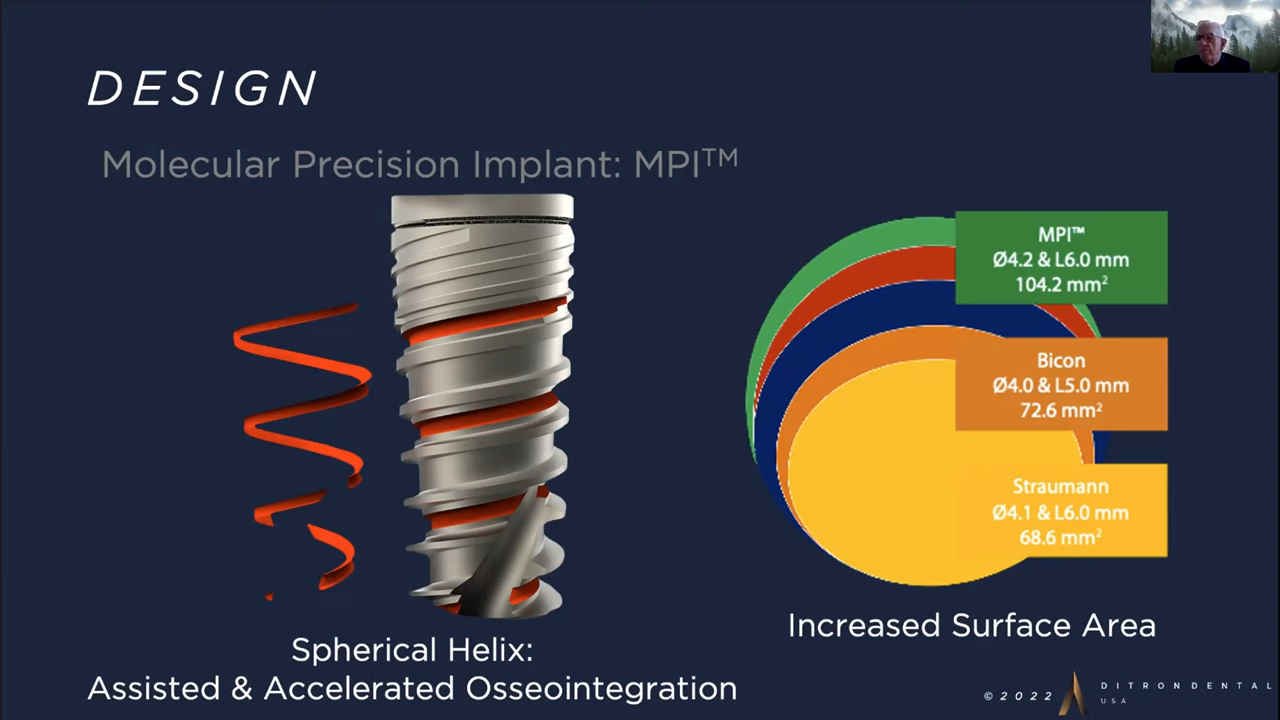 DESIGN
Molecular Precision Implant: MPI™
MPI™
Ø4.2 & L6.0 mm
104.2 mm²
Bicon
Ø4.0 & L5.0 mm
72.6 mm²
Straumann
Ø4.1 & L6.0 mm
68.6 mm²
Increased Surface Area
Spherical Helix:
Assisted & Accelerated Osseointegration
©2022
DITRONDENTAL
USA